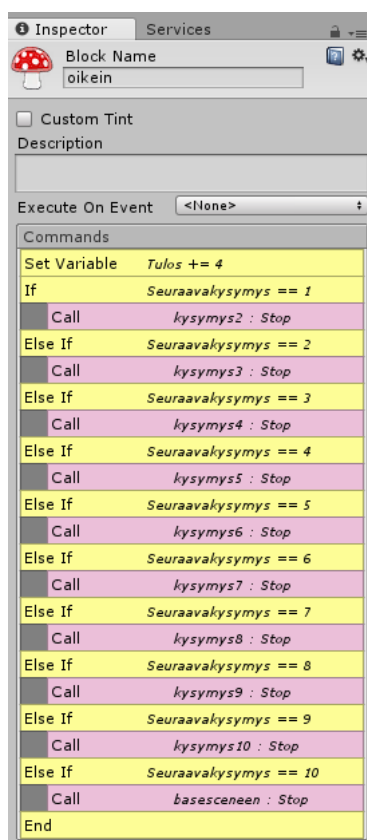 Inspector Services
Block Name
oikein
Custom Tint
Description
Execute On Event <None>
Commands
Set Variable Tulos += 4
If Seuraavakysymys == 1
Call kysymys2 : Stop
Else If Seuraavakysymys == 2
Call kysymys3 : Stop
Else If Seuraavakysymys == 3
Call kysymys4 : Stop
Else If Seuraavakysymys == 4
Call kysymys5 : Stop
Else If Seuraavakysymys == 5
Call kysymys6 : Stop
Else If Seuraavakysymys == 6
Call kysymys7 : Stop
Else If Seuraavakysymys == 7
Call kysymys8 : Stop
Else If Seuraavakysymys == 8
Call kysymys9 : Stop
Else If Seuraavakysymys == 9
Call kysymys10 : Stop
Else If Seuraavakysymys == 10
Call basesceneen : Stop
End